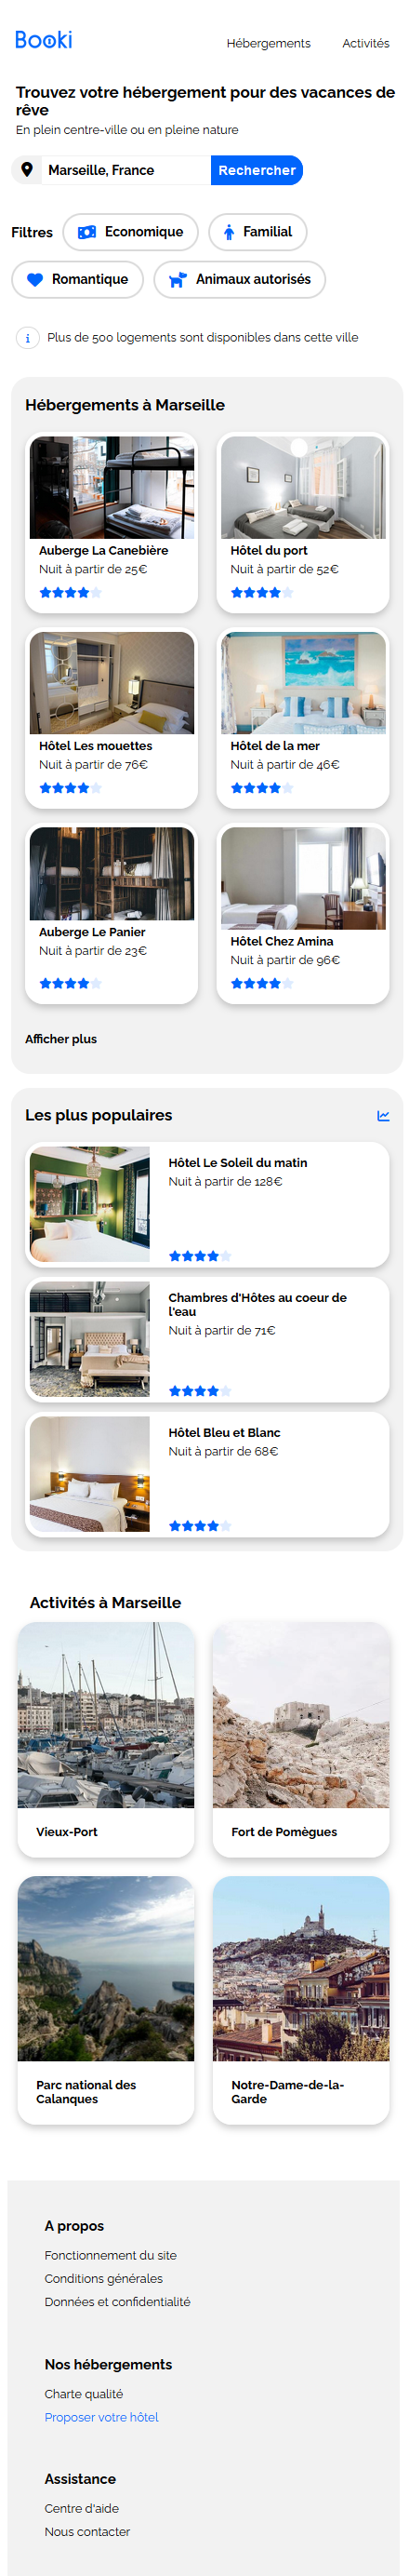 Booki
Hébergements
Activités
Trouvez votre hébergement pour des vacances de
rêve
En plein centre-ville ou en pleine nature
Marseille, France
Rechercher
Filtres
Economique
Familial
Romantique
Animaux autorisés
Plus de 500 logements sont disponibles dans cette ville
Hébergements à Marseille
Auberge La Canebière
Nuit à partir de 25€
Hôtel du port
Nuit à partir de 52€
Hôtel Les mouettes
Nuit à partir de 76€
Hôtel de la mer
Nuit à partir de 46€
Auberge Le Panier
Nuit à partir de 23€
Hôtel Chez Amina
Nuit à partir de 96€
Afficher plus
Les plus populaires
Hôtel Le Soleil du matin
Nuit à partir de 128€
Chambres d'Hôtes au coeur de
l'eau
Nuit à partir de 71€
Hôtel Bleu et Blanc
Nuit à partir de 68€
Activités à Marseille
Vieux-Port
Fort de Pomègues
Parc national des
Calanques
Notre-Dame-de-la-
Garde
A propos
Fonctionnement du site
Conditions générales
Données et confidentialité
Nos hébergements
Charte qualité
Proposer votre hôtel
Assistance
Centre d'aide
Nous contacter